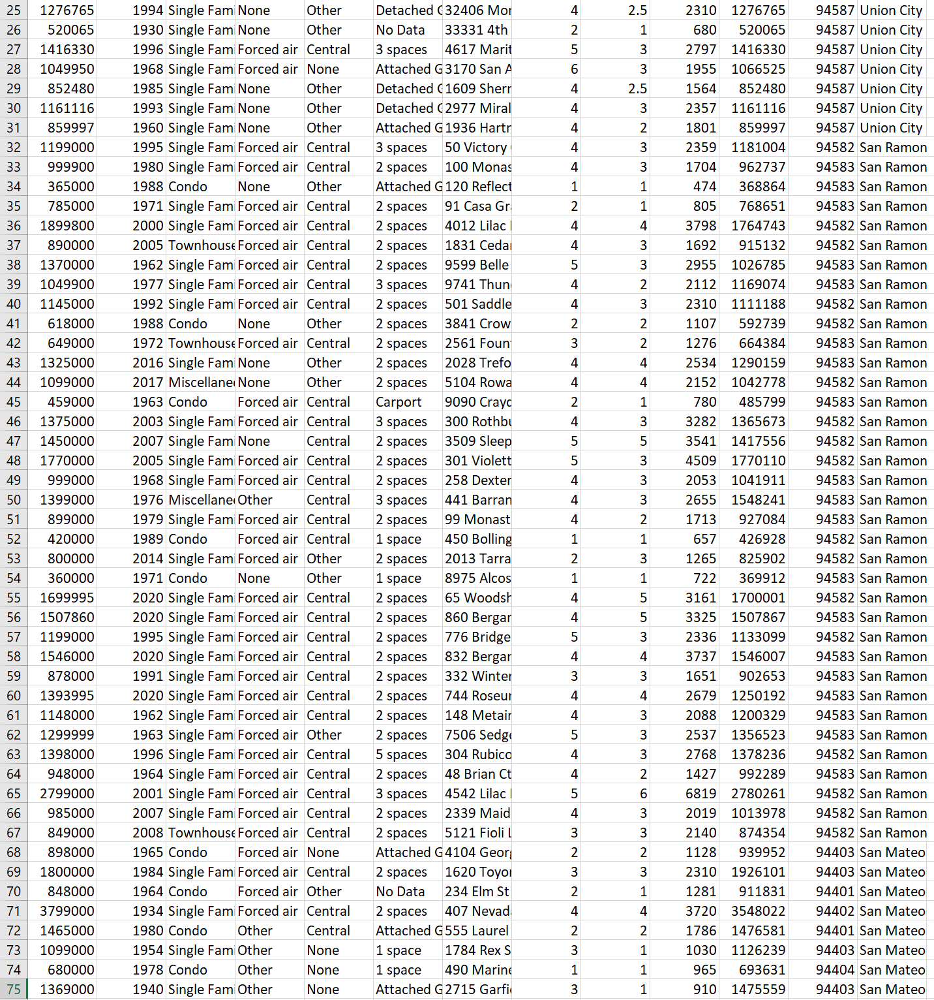 25 1276765 1994 Single Fami None Other Detached G 32406 Mor 4 2.5 2310 1276765 94587 Union City
26 520065 1930 Single Fami None Other No Data 33331 4th 2 1 680 520065 94587 Union City
27 1416330 1996 Single Fami Forced air Central 3 spaces 4617 Marit 5 3 2797 1416330 94587 Union City
28 1049950 1968 Single Fami Forced air None Attached G 3170 San A 6 3 1955 1066525 94587 Union City
29 852480 1985 Single Fami None Other Detached G 1609 Sherr 4 2.5 1564 852480 94587 Union City
30 1161116 1993 Single Fami None Other Detached G 2977 Miral 4 3 2357 1161116 94587 Union City
31 859997 1960 Single Fami None Other Attached G 1936 Hartr 4 2 1801 859997 94587 Union City
32 1199000 1995 Single Fami Forced air Central 3 spaces 50 Victory 4 3 2359 1181004 94582 San Ramon
33 999900 1980 Single Fami Forced air Central 2 spaces 100 Monas 4 3 1704 962737 94583 San Ramon
34 365000 1988 Condo None Other Attached G 120 Reflect 1 1 474 368864 94583 San Ramon
35 785000 1971 Single Fami Forced air Central 2 spaces 91 Casa Gr 2 1 805 768651 94583 San Ramon
36 1899800 2000 Single Fami Forced air Central 2 spaces 4012 Lilac 4 4 3798 1764743 94582 San Ramon
37 890000 2005 Townhouse Forced air Central 2 spaces 1831 Cedar 4 3 1692 915132 94582 San Ramon
38 1370000 1962 Single Fami Forced air Central 2 spaces 9599 Belle 5 3 2955 1026785 94583 San Ramon
39 1049900 1977 Single Fami Forced air Central 3 spaces 9741 Thun 4 2 2112 1169074 94583 San Ramon
40 1145000 1992 Single Fami Forced air Central 2 spaces 501 Saddle 4 3 2310 1111188 94582 San Ramon
41 618000 1988 Condo None Other 2 spaces 3841 Crow 2 2 1107 592739 94582 San Ramon
42 649000 1972 Townhouse Forced air Central 2 spaces 2561 Foun 3 2 1276 664384 94583 San Ramon
43 1325000 2016 Single Fami None Other 2 spaces 2028 Trefo 4 4 2534 1290159 94583 San Ramon
44 1099000 2017 Miscellane None Other 2 spaces 5104 Rowa 4 4 2152 1042778 94582 San Ramon
45 459000 1963 Condo Forced air Central Carport 9090 Crayc 2 1 780 485799 94583 San Ramon
46 1375000 2003 Single Fami Forced air Central 3 spaces 300 Rothbu 4 3 3282 1365673 94582 San Ramon
47 1450000 2007 Single Fami None Central 2 spaces 3509 Sleep 5 5 3541 1417556 94582 San Ramon
48 1770000 2005 Single Fami Forced air Central 2 spaces 301 Violett 5 3 4509 1770110 94582 San Ramon
49 999000 1968 Single Fami Forced air Central 2 spaces 258 Dexter 4 3 2053 1041911 94583 San Ramon
50 1399000 1976 Miscellane Other Central 3 spaces 441 Barran 4 3 2655 1548241 94583 San Ramon
51 899000 1979 Single Fami Forced air Central 2 spaces 99 Monast 4 2 1713 927084 94583 San Ramon
52 420000 1989 Condo Forced air Central 1 space 450 Bolling 1 1 657 426928 94582 San Ramon
53 800000 2014 Single Fami Forced air Other 2 spaces 2013 Tarra 2 3 1265 825902 94582 San Ramon
54 360000 1971 Condo None Other 1 space 8975 Alcos 1 1 722 369912 94583 San Ramon
55 1699995 2020 Single Fami Forced air Central 2 spaces 65 Woodsh 4 5 3161 1700001 94582 San Ramon
56 1507860 2020 Single Fami Forced air Central 2 spaces 860 Bergar 4 5 3325 1507867 94583 San Ramon
57 1199000 1995 Single Fami Forced air Central 2 spaces 776 Bridge 5 3 2336 1133099 94582 San Ramon
58 1546000 2020 Single Fami Forced air Central 2 spaces 832 Bergar 4 4 3737 1546007 94583 San Ramon
59 878000 1991 Single Fami Forced air Central 2 spaces 332 Winter 3 3 1651 902653 94583 San Ramon
60 1393995 2020 Single Fami Forced air Central 2 spaces 744 Roseur 4 4 2679 1250192 94583 San Ramon
61 1148000 1962 Single Fami Forced air Central 2 spaces 148 Metair 4 3 2088 1200329 94583 San Ramon
62 1299999 1963 Single Fami Forced air Other 2 spaces 7506 Sedge 5 3 2537 1356523 94583 San Ramon
63 1398000 1996 Single Fami Forced air Central 5 spaces 304 Rubico 4 3 2768 1378236 94582 San Ramon
64 948000 1964 Single Fami Forced air Central 2 spaces 48 Brian Ct 4 2 1427 992289 94583 San Ramon
65 2799000 2001 Single Fami Forced air Central 3 spaces 4542 Lilac 5 6 6819 2780261 94582 San Ramon
66 985000 2007 Single Fami Forced air Central 2 spaces 2339 Maid 4 3 2019 1013978 94582 San Ramon
67 849000 2008 Townhouse Forced air Central 2 spaces 5121 Fioli L 3 3 2140 874354 94582 San Ramon
68 898000 1965 Condo Forced air None Attached G 4104 Georg 2 2 1128 939952 94403 San Mateo
69 1800000 1984 Single Fami Forced air Central 2 spaces 1620 Toyor 3 3 2310 1926101 94403 San Mateo
70 848000 1964 Condo Forced air Other No Data 234 Elm St 2 1 1281 911831 94401 San Mateo
71 3799000 1934 Single Fami Forced air Central 2 spaces 407 Nevad 4 4 3720 3548022 94402 San Mateo
72 1465000 1980 Condo Other Central Attached G 555 Laurel 2 2 1786 1476581 94401 San Mateo
73 1099000 1954 Single Fami Other None 1 space 1784 Rex S 3 1 1030 1126239 94403 San Mateo
74 680000 1978 Condo Other None 1 space 490 Marine 1 1 965 693631 94404 San Mateo
75 1369000 1940 Single Fami Other None Attached G 2715 Garfi 3 1 910 1475559 94403 San Mateo